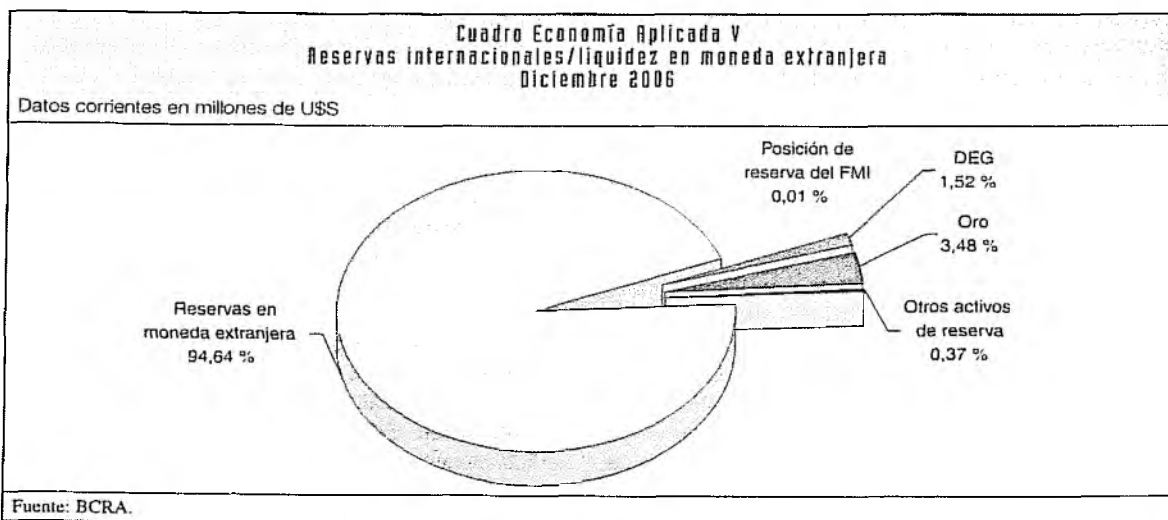 Cuadro Economía Aplicada V
Reservas internacionales/liquidez en moneda extranjera
Diciembre 2006
Datos corrientes en millones de U$S
Posición de
reserva del FMI
0,01 %
DEG
1,52 %
Oro
3,48 %
Otros activos
de reserva
0,37 %
Reservas en
moneda extranjera
94,64 %
Fuente: BCRA.